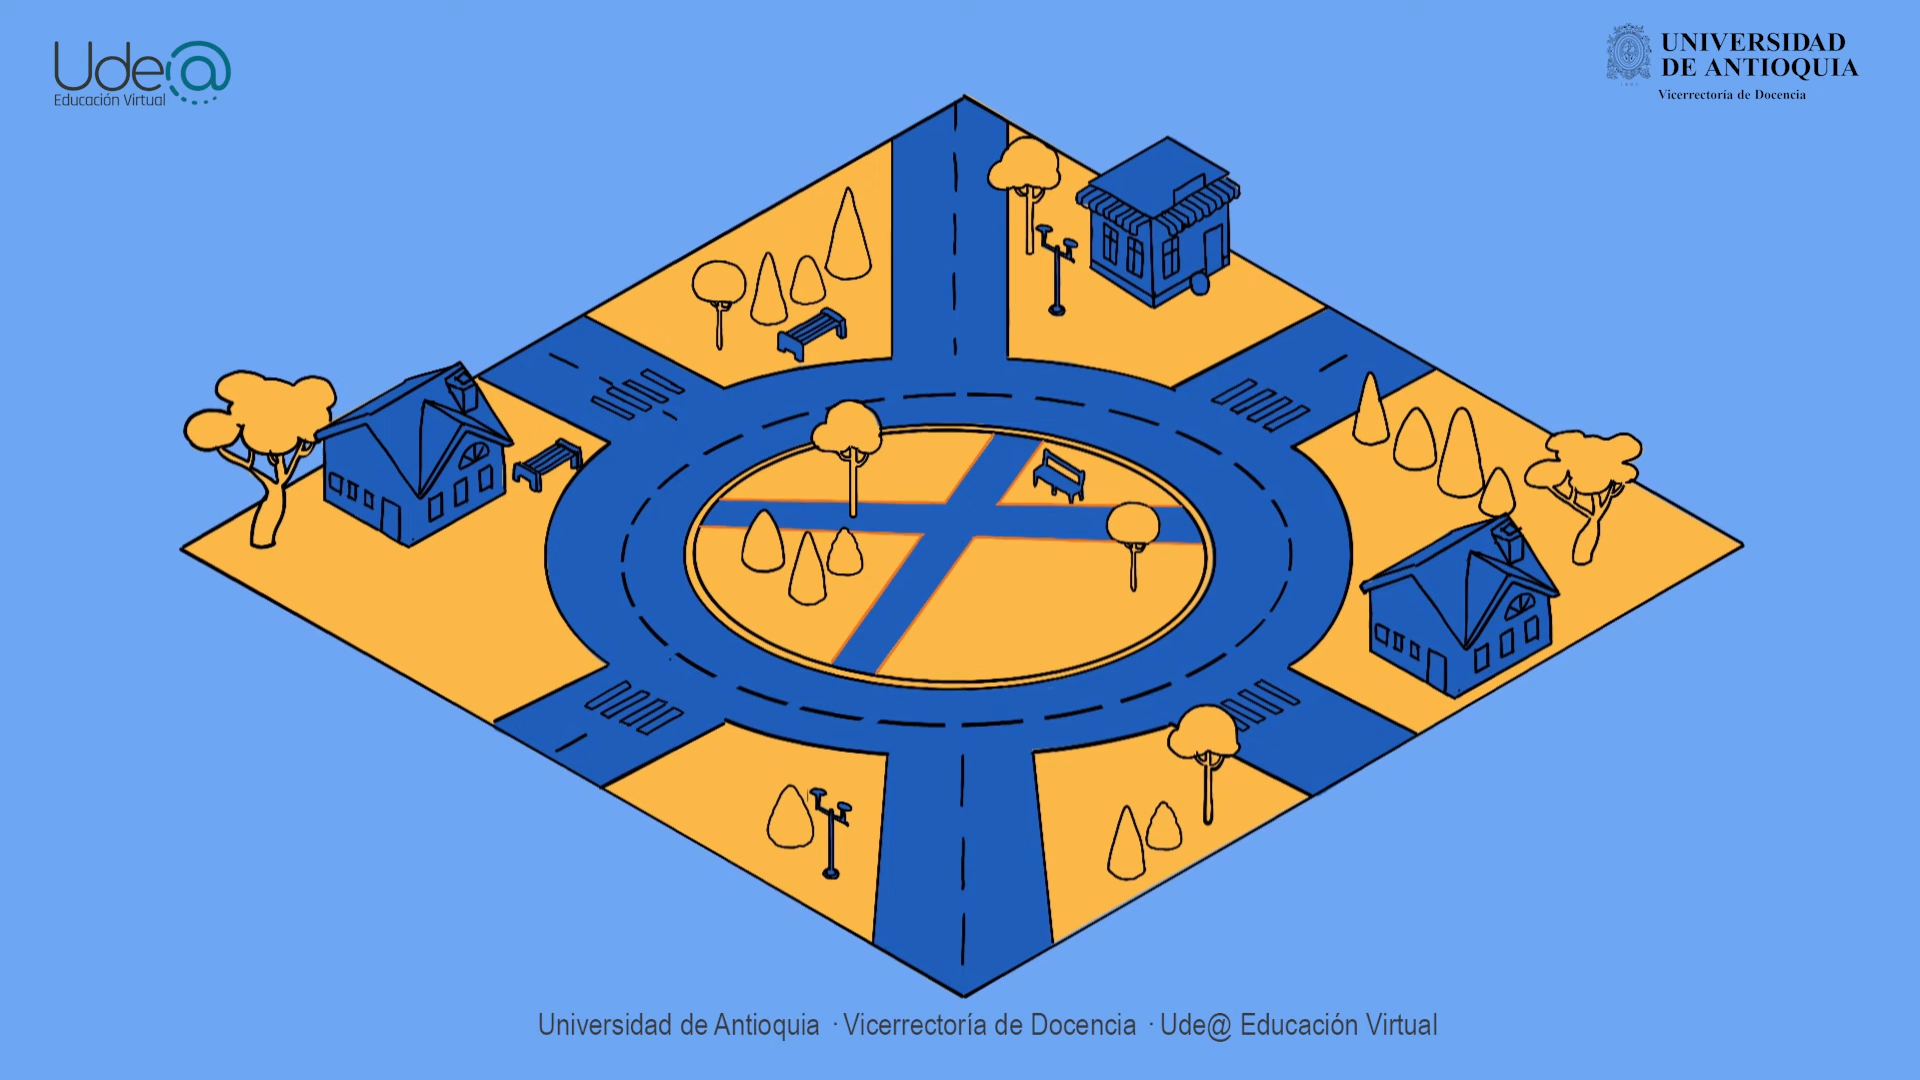 Ude@
Educación Virtual
UNIVERSIDAD
DE ANTIOQUIA
Vicerrectoría de Docencia
Universidad de Antioquia · Vicerrectoría de Docencia · Ude@ Educación Virtual